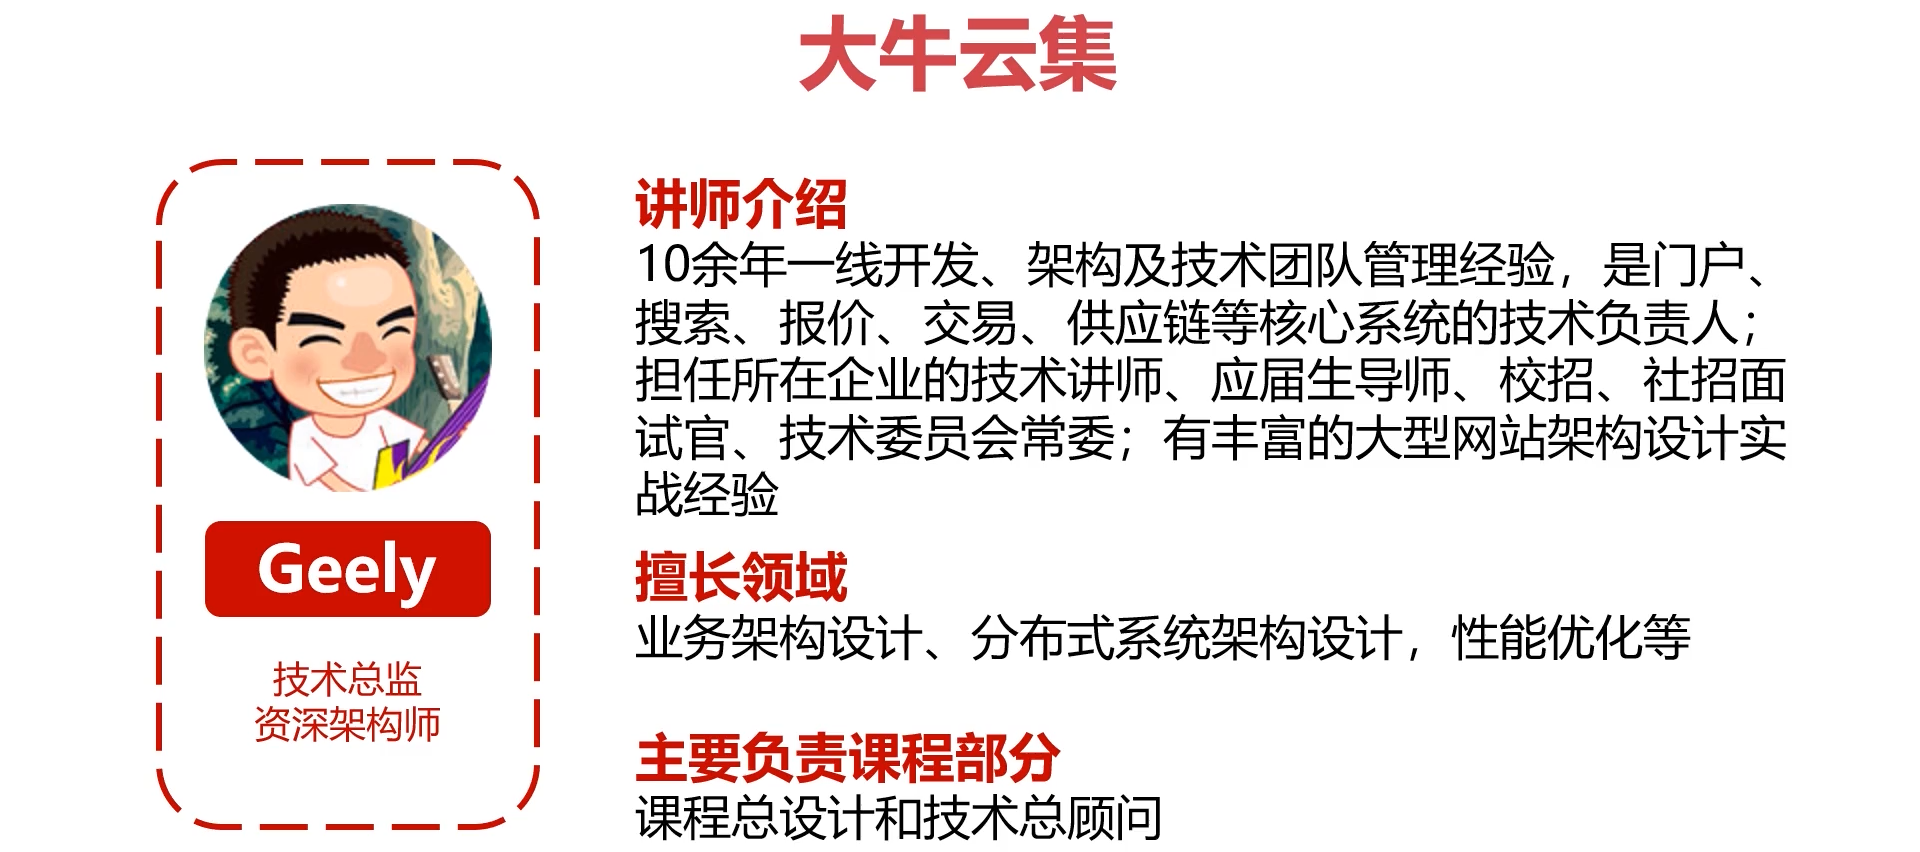 大牛云集
Geely
技术总监
资深架构师
讲师介绍
10余年一线开发、架构及技术团队管理经验，是门户、
搜索、报价、交易、供应链等核心系统的技术负责人；
担任所在企业的技术讲师、应届生导师、校招、社招面
试官、技术委员会常委；有丰富的大型网站架构设计实
战经验
擅长领域
业务架构设计、分布式系统架构设计，性能优化等
主要负责课程部分
课程总设计和技术总顾问